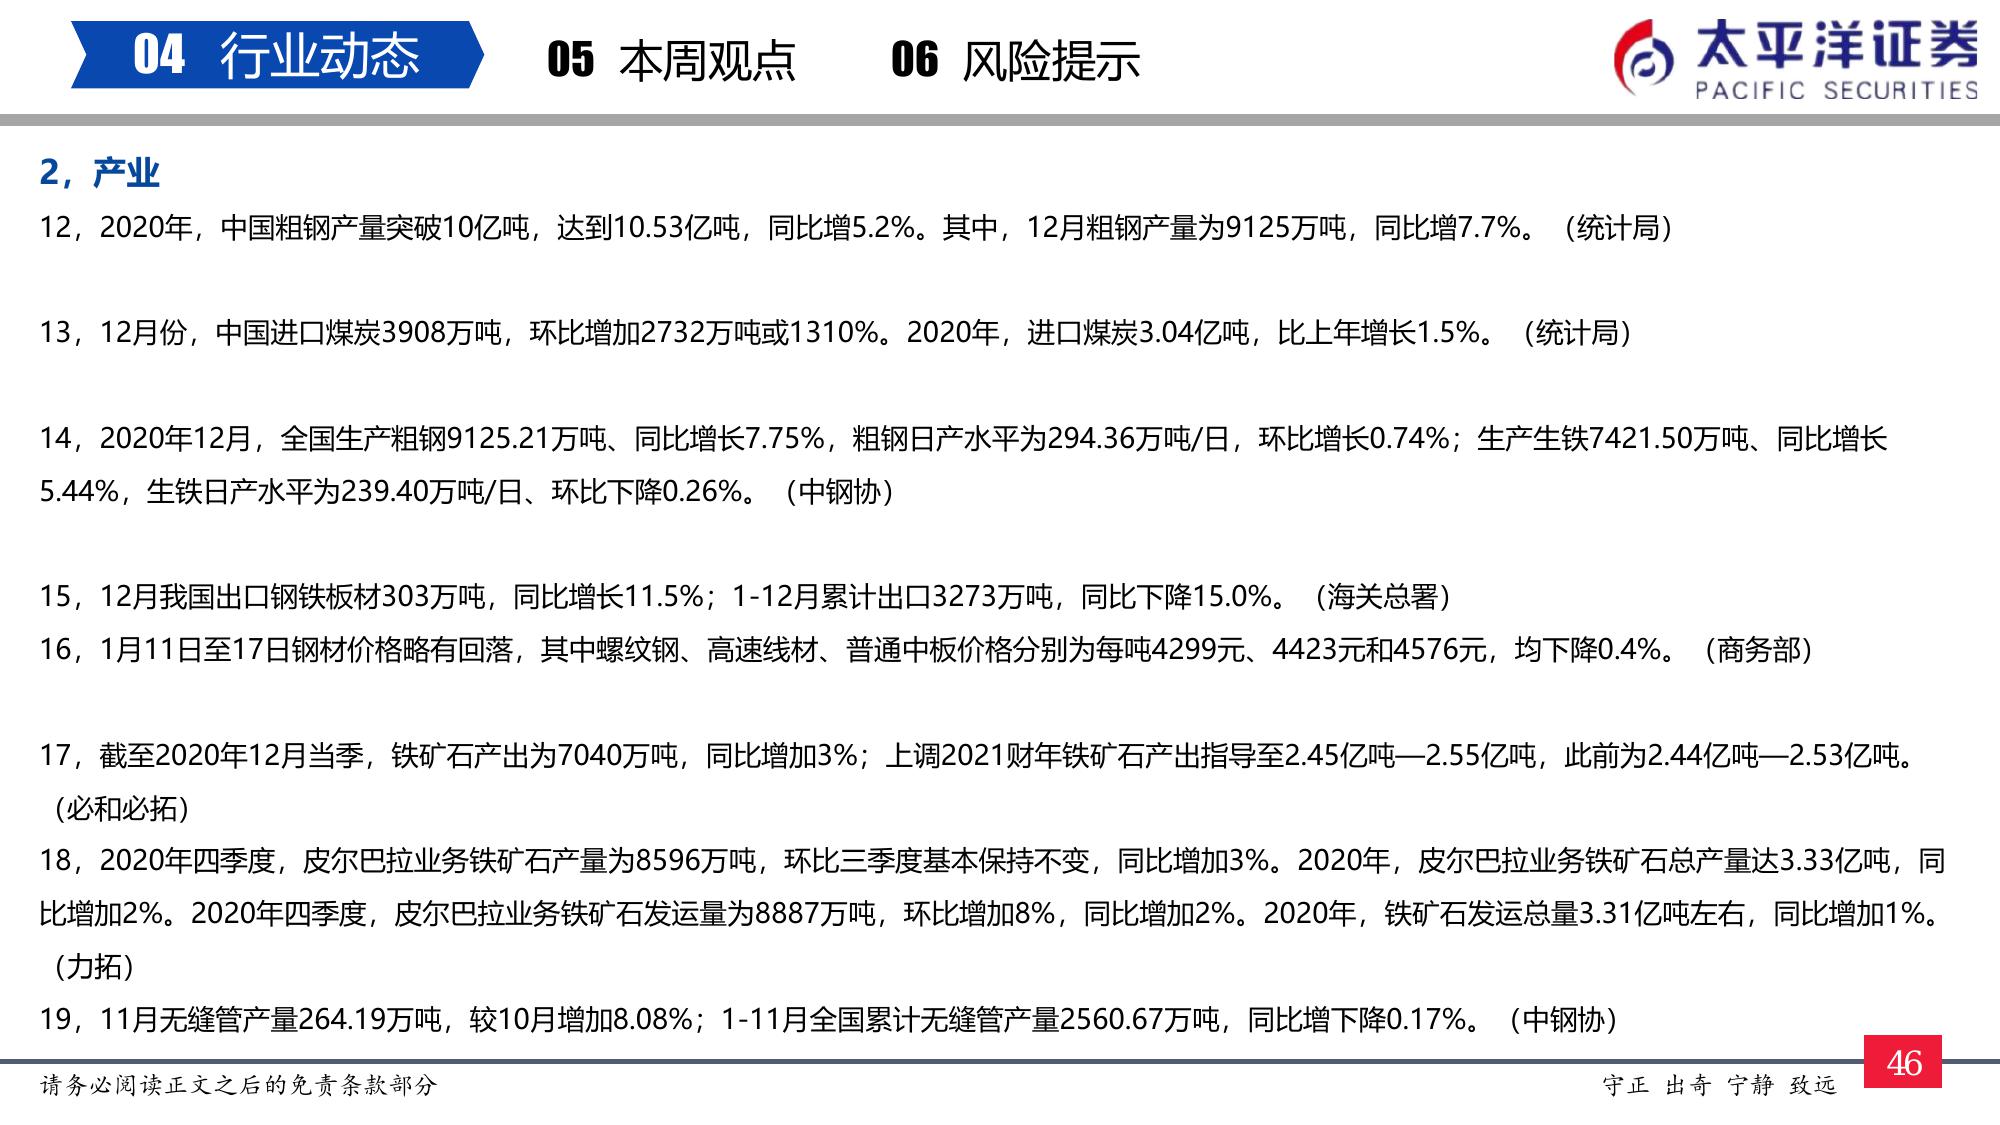 04 行业动态 05 本周观点 06 风险提示
太平洋证券
PACIFIC SECURITIES
2，产业
12，2020年，中国粗钢产量突破10亿吨，达到10.53亿吨，同比增5.2%。其中，12月粗钢产量为9125万吨，同比增7.7%。（统计局）
13，12月份，中国进口煤炭3908万吨，环比增加2732万吨或1310%。2020年，进口煤炭3.04亿吨，比上年增长1.5%。（统计局）
14，2020年12月，全国生产粗钢9125.21万吨、同比增长7.75%，粗钢日产水平为294.36万吨/日，环比增长0.74%；生产生铁7421.50万吨、同比增长
5.44%，生铁日产水平为239.40万吨/日、环比下降0.26%。（中钢协）
15，12月我国出口钢铁板材303万吨，同比增长11.5%；1-12月累计出口3273万吨，同比下降15.0%。（海关总署）
16，1月11日至17日钢材价格略有回落，其中螺纹钢、高速线材、普通中板价格分别为每吨4299元、4423元和4576元，均下降0.4%。（商务部）
17，截至2020年12月当季，铁矿石产出为7040万吨，同比增加3%；上调2021财年铁矿石产出指导至2.45亿吨—2.55亿吨，此前为2.44亿吨—2.53亿吨。
（必和必拓）
18，2020年四季度，皮尔巴拉业务铁矿石产量为8596万吨，环比三季度基本保持不变，同比增加3%。2020年，皮尔巴拉业务铁矿石总产量达3.33亿吨，同
比增加2%。2020年四季度，皮尔巴拉业务铁矿石发运量为8887万吨，环比增加8%，同比增加2%。2020年，铁矿石发运总量3.31亿吨左右，同比增加1%。
（力拓）
19，11月无缝管产量264.19万吨，较10月增加8.08%；1-11月全国累计无缝管产量2560.67万吨，同比增下降0.17%。（中钢协）
请务必阅读正文之后的免责条款部分
守正 出奇 宁静 致远
46